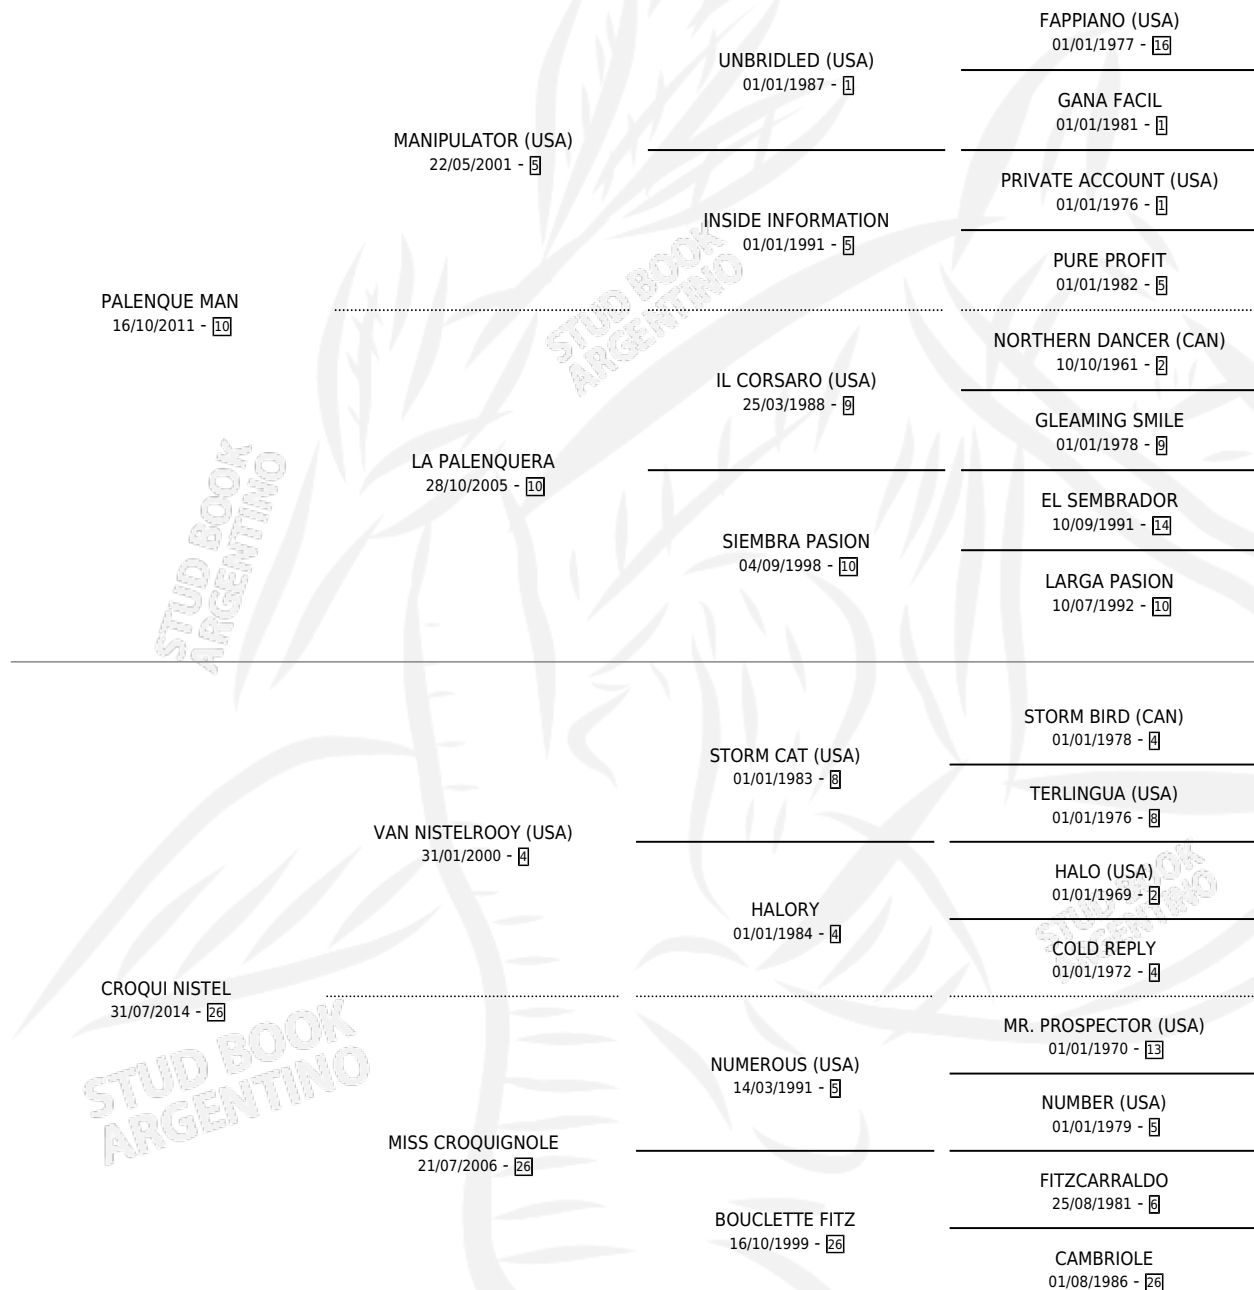 FAPPIANO (USA)
01/01/1977 - 16
UNBRIDLED (USA)
01/01/1987 - 1
GANA FACIL
01/01/1981 - 1
MANIPULATOR (USA)
22/05/2001 - 5
PRIVATE ACCOUNT (USA)
01/01/1976 - 1
INSIDE INFORMATION
01/01/1991 - 5
PURE PROFIT
01/01/1982 - 5
PALENQUE MAN
16/10/2011 - 10
NORTHERN DANCER (CAN)
10/10/1961 - 2
IL CORSARO (USA)
25/03/1988 - 9
GLEAMING SMILE
01/01/1978 - 9
LA PALENQUERA
28/10/2005 - 10
EL SEMBRADOR
10/09/1991 - 14
SIEMBRA PASION
04/09/1998 - 10
LARGA PASION
10/07/1992 - 10
STORM BIRD (CAN)
01/01/1978 - 4
STORM CAT (USA)
01/01/1983 - 8
TERLINGUA (USA)
01/01/1976 - 8
VAN NISTELROOY (USA)
31/01/2000 - 4
HALO (USA)
01/01/1969 - 2
HALORY
01/01/1984 - 4
COLD REPLY
01/01/1972 - 4
CROQUI NISTEL
31/07/2014 - 26
MR. PROSPECTOR (USA)
01/01/1970 - 13
NUMEROUS (USA)
14/03/1991 - 5
NUMBER (USA)
01/01/1979 - 5
MISS CROQUIGNOLE
21/07/2006 - 26
FITZCARRALDO
25/08/1981 - 6
BOUCLETTE FITZ
16/10/1999 - 26
CAMBRIOLE
01/08/1986 - 26
STUD BOOK
ARGENTINO
STUD BOOK
ARGENTINO
STUD BOOK
ARGENTINO
STUD BOOK
ARGENTINO